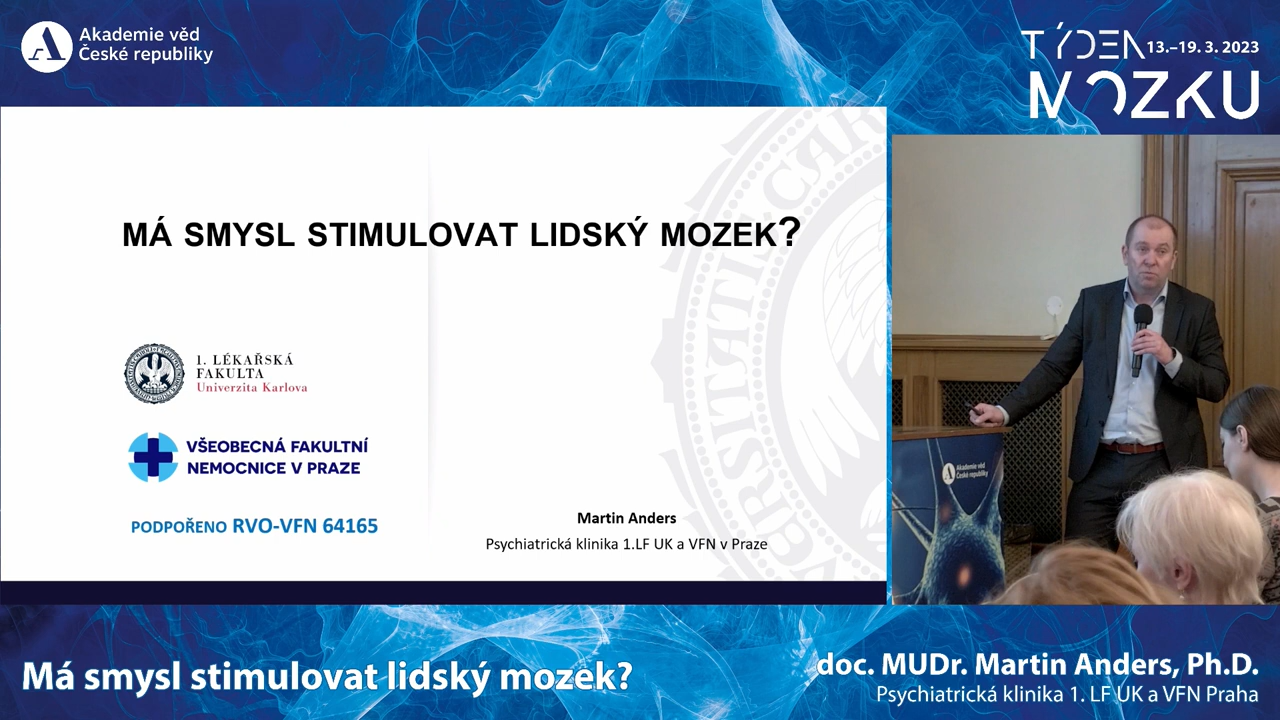 Akademie věd
České republiky
TÝDEN 13.–19. 3. 2023
MOZKU
MÁ SMYSL STIMULOVAT LIDSKÝ MOZEK?
1. LÉKAŘSKÁ
FAKULTA
Univerzita Karlova
VŠEOBECNÁ FAKULTNÍ
NEMOCNICE V PRAZE
PODPOŘENO RVO-VFN 64165
Martin Anders
Psychiatrická klinika 1.LF UK a VFN v Praze
Akademie věd
České republiky
Má smysl stimulovat lidský mozek?
doc. MUDr. Martin Anders, Ph.D.
Psychiatrická klinika 1. LF UK a VFN Praha